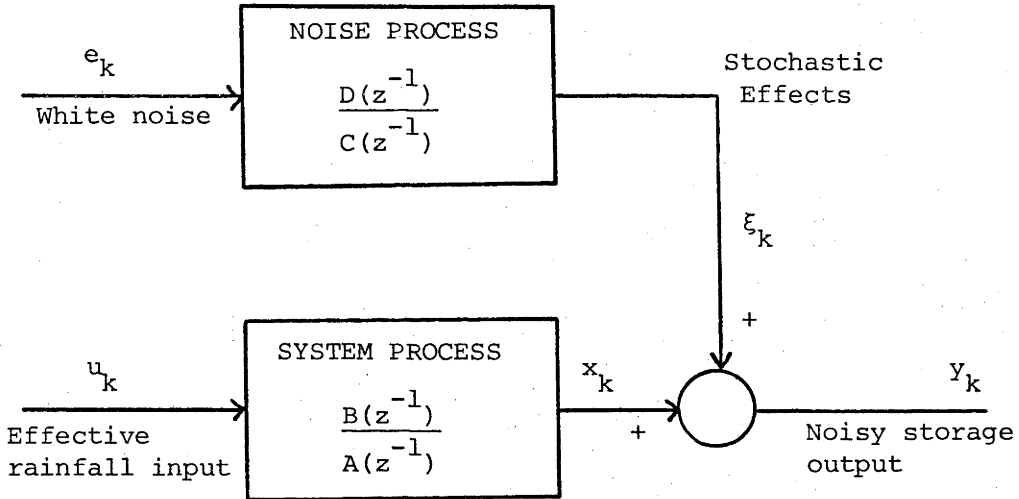 NOISE PROCESS
D(z⁻¹)
C(z⁻¹)
e_k
White noise
Stochastic
Effects
ξ_k
+
SYSTEM PROCESS
B(z⁻¹)
A(z⁻¹)
u_k
Effective
rainfall input
x_k
+
y_k
Noisy storage
output